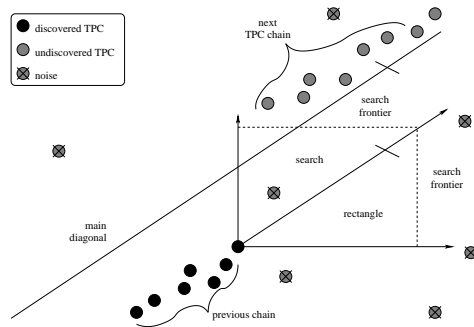 discovered TPC
undiscovered TPC
noise
next
TPC chain
search
frontier
search
search
frontier
rectangle
main
diagonal
previous chain